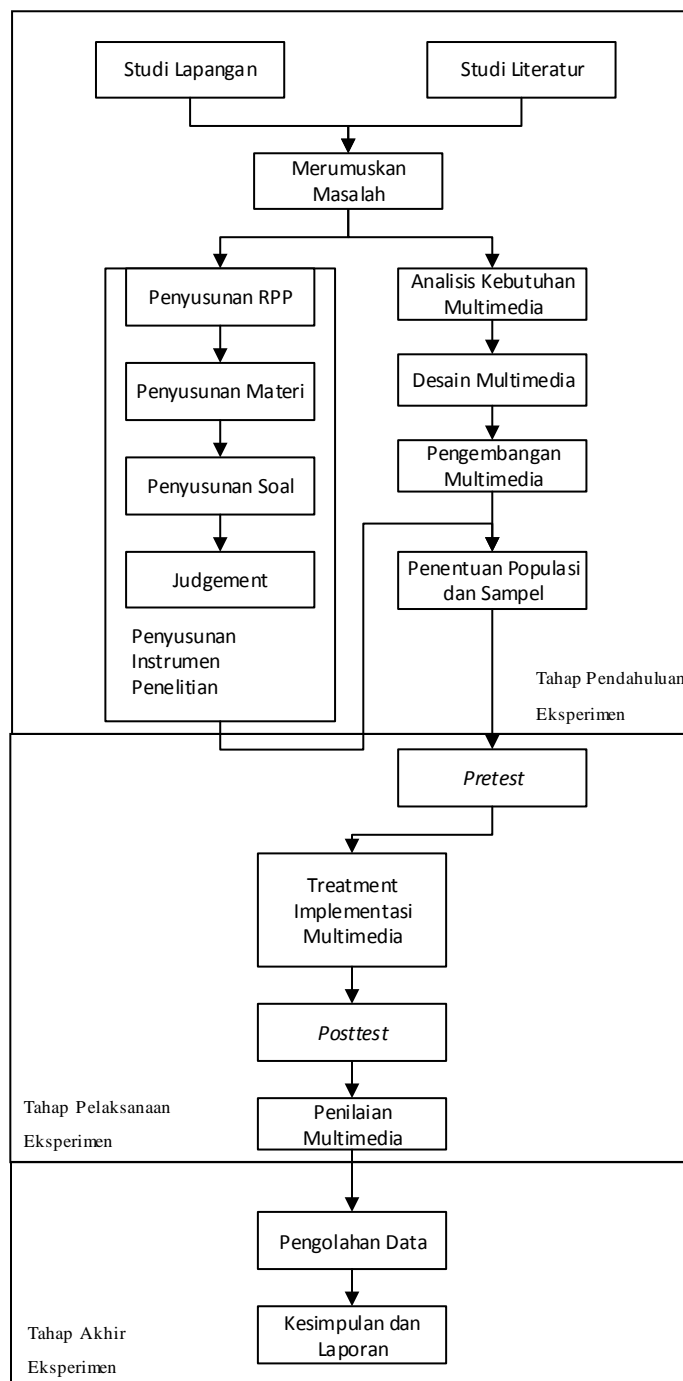 Studi Lapangan
Studi Literatur
Merumuskan
Masalah
Penyusunan RPP
Penyusunan Materi
Penyusunan Soal
Judgement
Penyusunan
Instrumen
Penelitian
Analisis Kebutuhan
Multimedia
Desain Multimedia
Pengembangan
Multimedia
Penentuan Populasi
dan Sampel
Tahap Pendahuluan
Eksperimen
Pretest
Treatment
Implementasi
Multimedia
Posttest
Penilaian
Multimedia
Tahap Pelaksanaan
Eksperimen
Pengolahan Data
Kesimpulan dan
Laporan
Tahap Akhir
Eksperimen